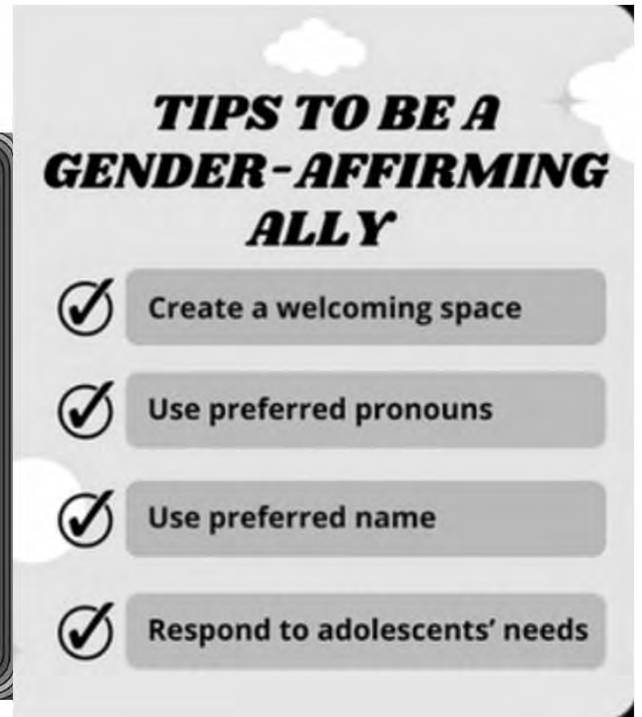 TIPS TO BE A
GENDER-AFFIRMING
ALLY
Create a welcoming space
Use preferred pronouns
Use preferred name
Respond to adolescents’ needs